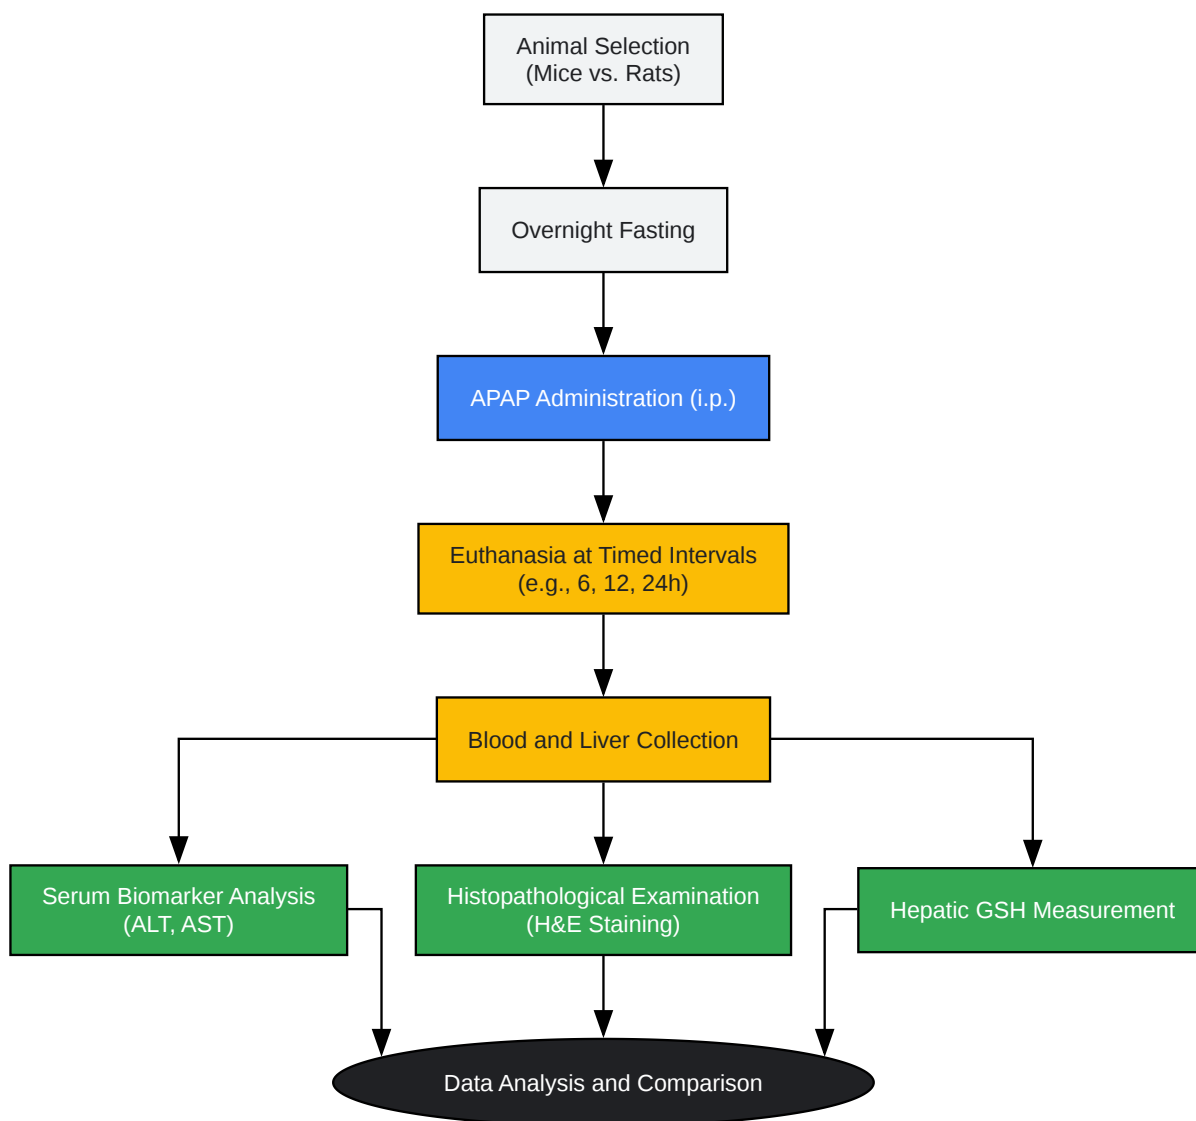 Animal Selection
(Mice vs. Rats)
Overnight Fasting
APAP Administration (i.p.)
Euthanasia at Timed Intervals
(e.g., 6, 12, 24h)
Blood and Liver Collection
Serum Biomarker Analysis
(ALT, AST)
Histopathological Examination
(H&E Staining)
Hepatic GSH Measurement
Data Analysis and Comparison